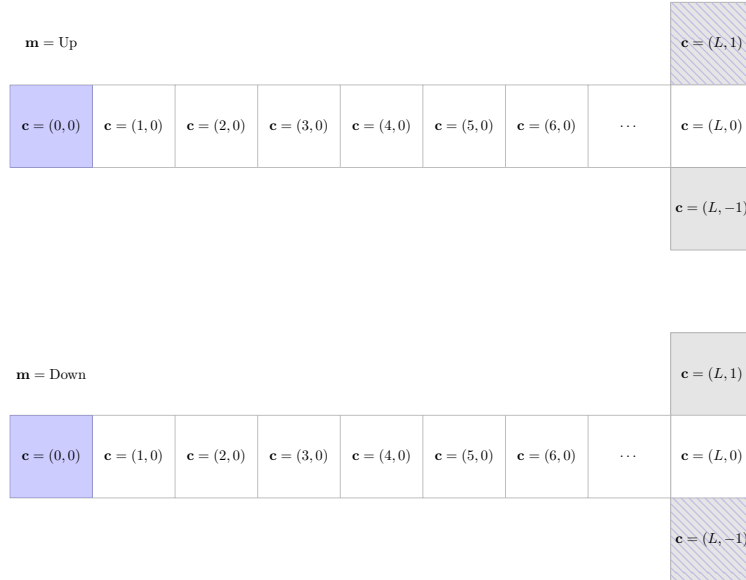 c = (L, 1)
m = Up
c = (0, 0) c = (1, 0) c = (2, 0) c = (3, 0) c = (4, 0) c = (5, 0) c = (6, 0) ··· c = (L, 0)
c = (L, −1)
c = (L, 1)
m = Down
c = (0, 0) c = (1, 0) c = (2, 0) c = (3, 0) c = (4, 0) c = (5, 0) c = (6, 0) ··· c = (L, 0)
c = (L, −1)